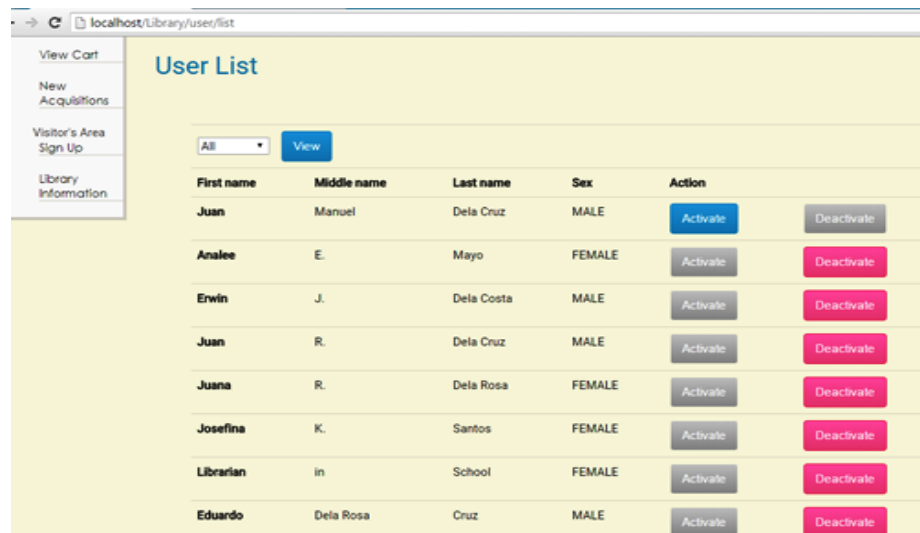 localhost/Library/user/list
View Cart
New
Acquisitions
Visitor's Area
Sign Up
Library
Information
User List
All View
First name Middle name Last name Sex Action
Juan Manuel Dela Cruz MALE Activate Deactivate
Analee E. Mayo FEMALE Activate Deactivate
Erwin J. Dela Costa MALE Activate Deactivate
Juan R. Dela Cruz MALE Activate Deactivate
Juana R. Dela Rosa FEMALE Activate Deactivate
Josefina K. Santos FEMALE Activate Deactivate
Librarian in School FEMALE Activate Deactivate
Eduardo Dela Rosa Cruz MALE Activate Deactivate